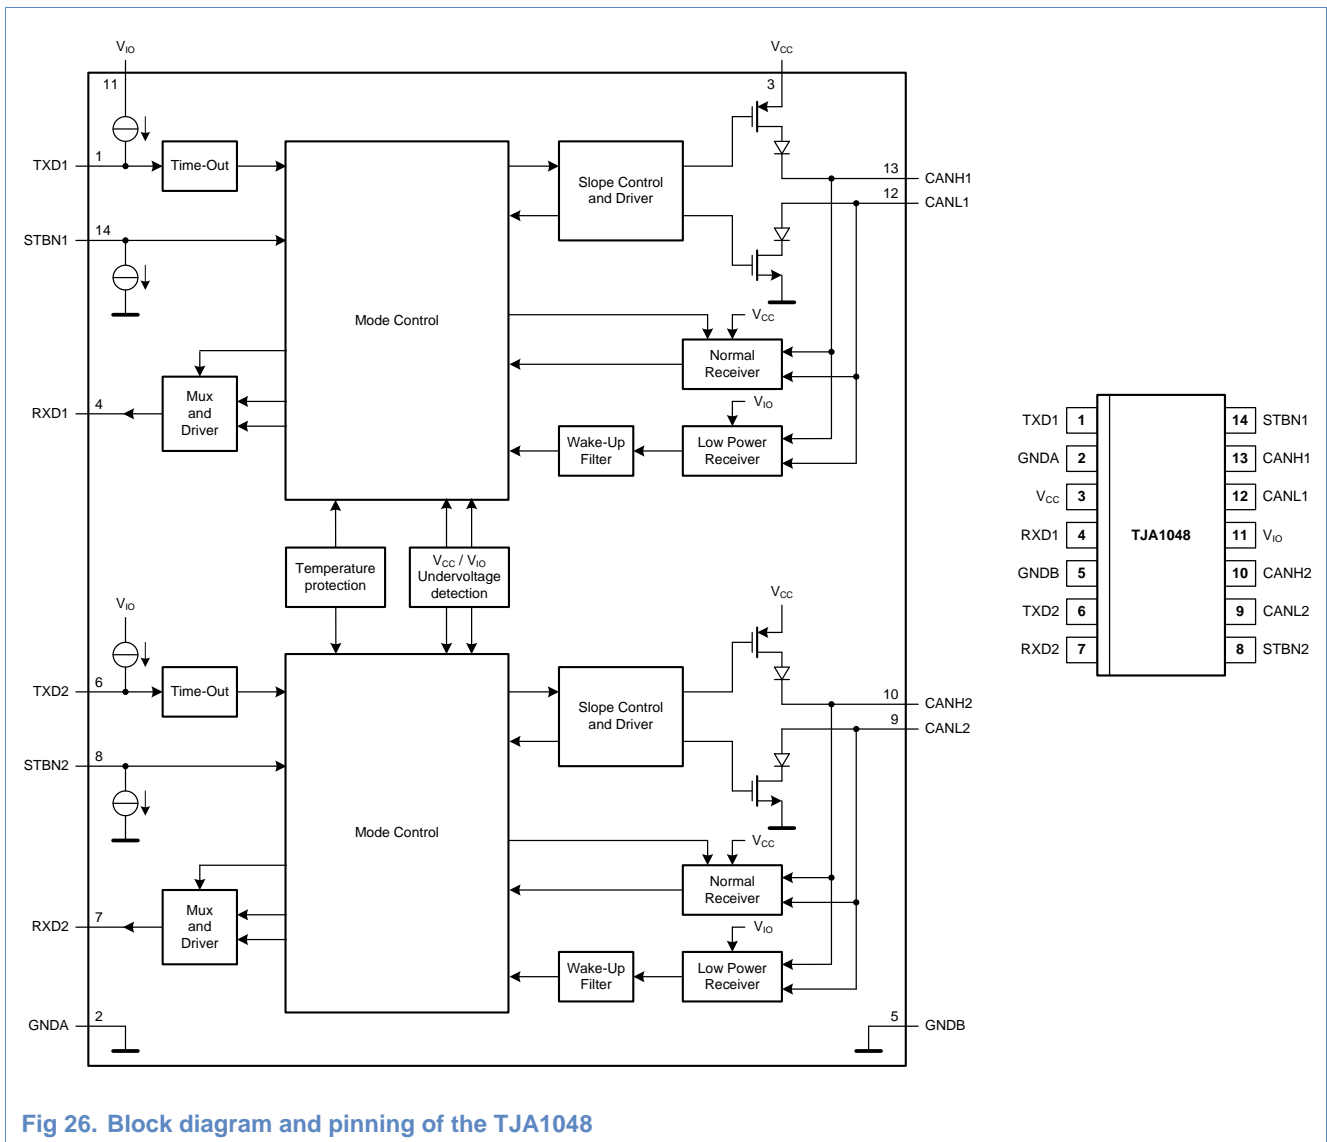 VIO
VCC
11
3
TXD1
1
Time-Out
Slope Control
and Driver
13
CANH1
12
CANL1
STBN1
14
Mode Control
VCC
Normal
Receiver
RXD1
4
Mux
and
Driver
VIO
Wake-Up
Filter
Low Power
Receiver
Temperature
protection
VCC / VIO
Undervoltage
detection
VIO
VCC
TXD2
6
Time-Out
Slope Control
and Driver
10
CANH2
9
CANL2
STBN2
8
Mode Control
VCC
Normal
Receiver
RXD2
7
Mux
and
Driver
VIO
Wake-Up
Filter
Low Power
Receiver
GNDA
2
5
GNDB
TXD1 1
GNDA 2
VCC 3
RXD1 4
GNDB 5
TXD2 6
RXD2 7
TJA1048
14 STBN1
13 CANH1
12 CANL1
11 VIO
10 CANH2
9 CANL2
8 STBN2
Fig 26. Block diagram and pinning of the TJA1048